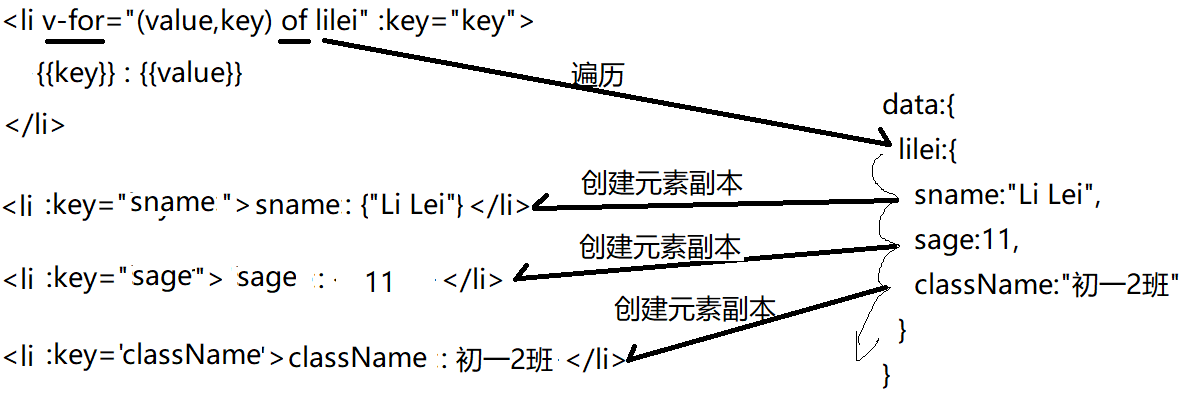 <li v-for="(value,key) of lilei" :key="key">
{{key}} : {{value}}
</li>
遍历
data:{
lilei:{
sname:"Li Lei",
sage:11,
className:"初一2班"
}
}
创建元素副本
<li :key="sname">sname: {"Li Lei"}</li>
创建元素副本
<li :key="sage"> sage : 11 </li>
创建元素副本
<li :key='className'>className : 初一2班 </li>